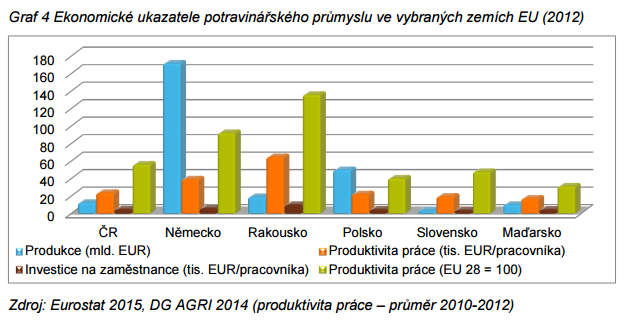 Graf 4 Ekonomické ukazatele potravinářského průmyslu ve vybraných zemích EU (2012)
180
160
140
120
100
80
60
40
20
0
ČR Německo Rakousko Polsko Slovensko Maďarsko
Produkce (mld. EUR) Produktivita práce (tis. EUR/pracovníka)
Investice na zaměstnance (tis. EUR/pracovníka) Produktivita práce (EU 28 = 100)
Zdroj: Eurostat 2015, DG AGRI 2014 (produktivita práce – průměr 2010-2012)